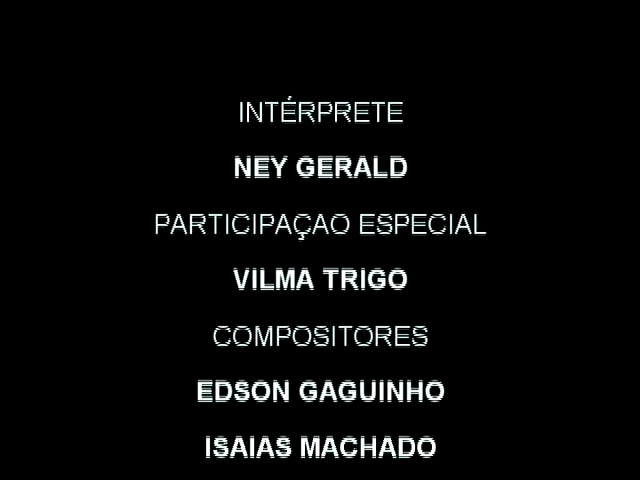 INTÉRPRETE
NEY GERALD
PARTICIPAÇAO ESPECIAL
VILMA TRIGO
COMPOSITORES
EDSON GAGUINHO
ISAIAS MACHADO